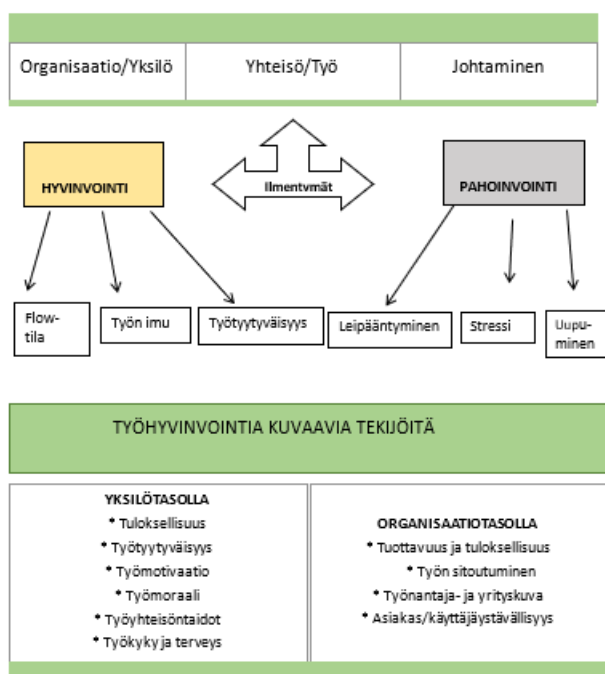 Organisaatio/Yksilö
Yhteisö/Työ
Johtaminen
HYVINVOINTI
Ilmentymät
PAHOINVOINTI
Flow-
tila
Työn imu
Työtyytyväisyys
Leipääntyminen
Stressi
Uupu-
minen
TYÖHYVINVOINTIA KUVAAVIA TEKIJÖITÄ
YKSILÖTASOLLA
* Tuloksellisuus
* Työtyytyväisyys
* Työmotivaatio
* Työmoraali
* Työyhteisöntaidot
* Työkyky ja terveys
ORGANISAATIOTASOLLA
* Tuottavuus ja tuloksellisuus
* Työn sitoutuminen
* Työnantaja- ja yrityskuva
* Asiakas/käyttäjäystävällisyys